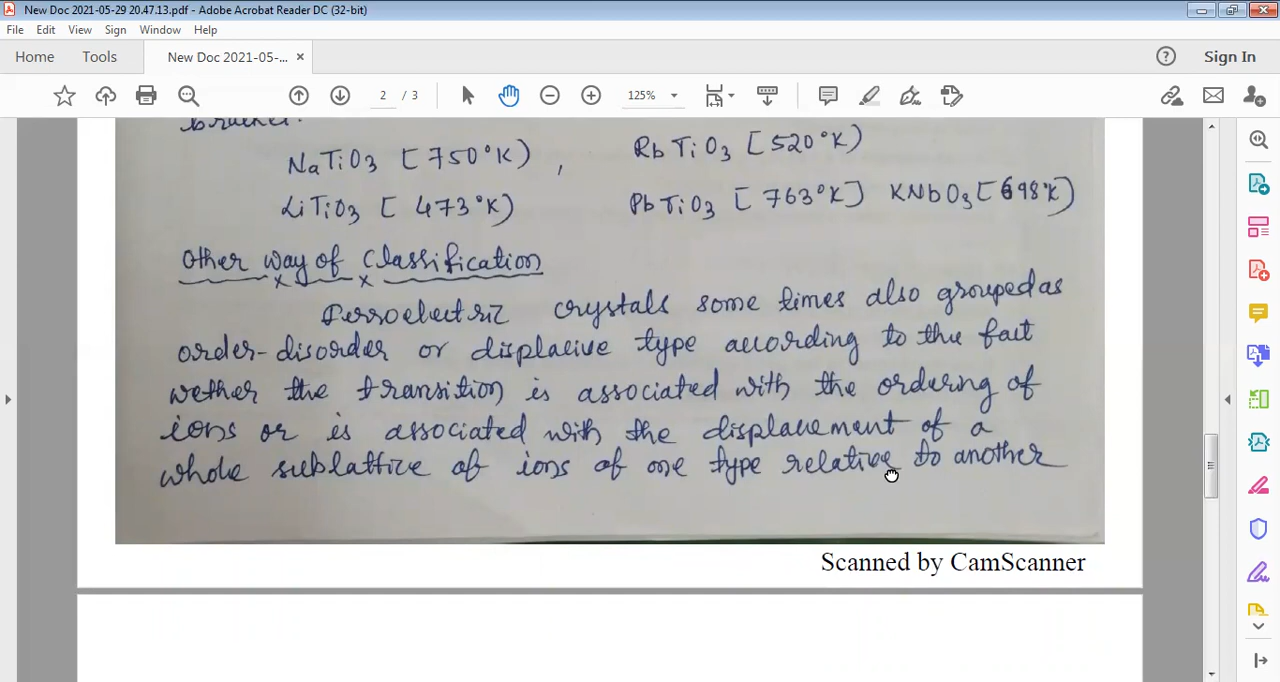 New Doc 2021-05-29 20.47.13.pdf - Adobe Acrobat Reader DC (32-bit)
File Edit View Sign Window Help
Home Tools New Doc 2021-05-... × Sign In
2 / 3 125%
bracket.
NaTiO3 [750°K) , RbTiO3 [520°K)
LiTiO3 [ 473°K) PbTiO3 [763°K] KNbO3 [698°K)
Other way of Classification
Ferroelectric crystals some times also grouped as
order-disorder or displacive type according to the fact
wether the transition is associated with the ordering of
ions or is associated with the displacement of a
whole sublattice of ions of one type relative to another
Scanned by CamScanner